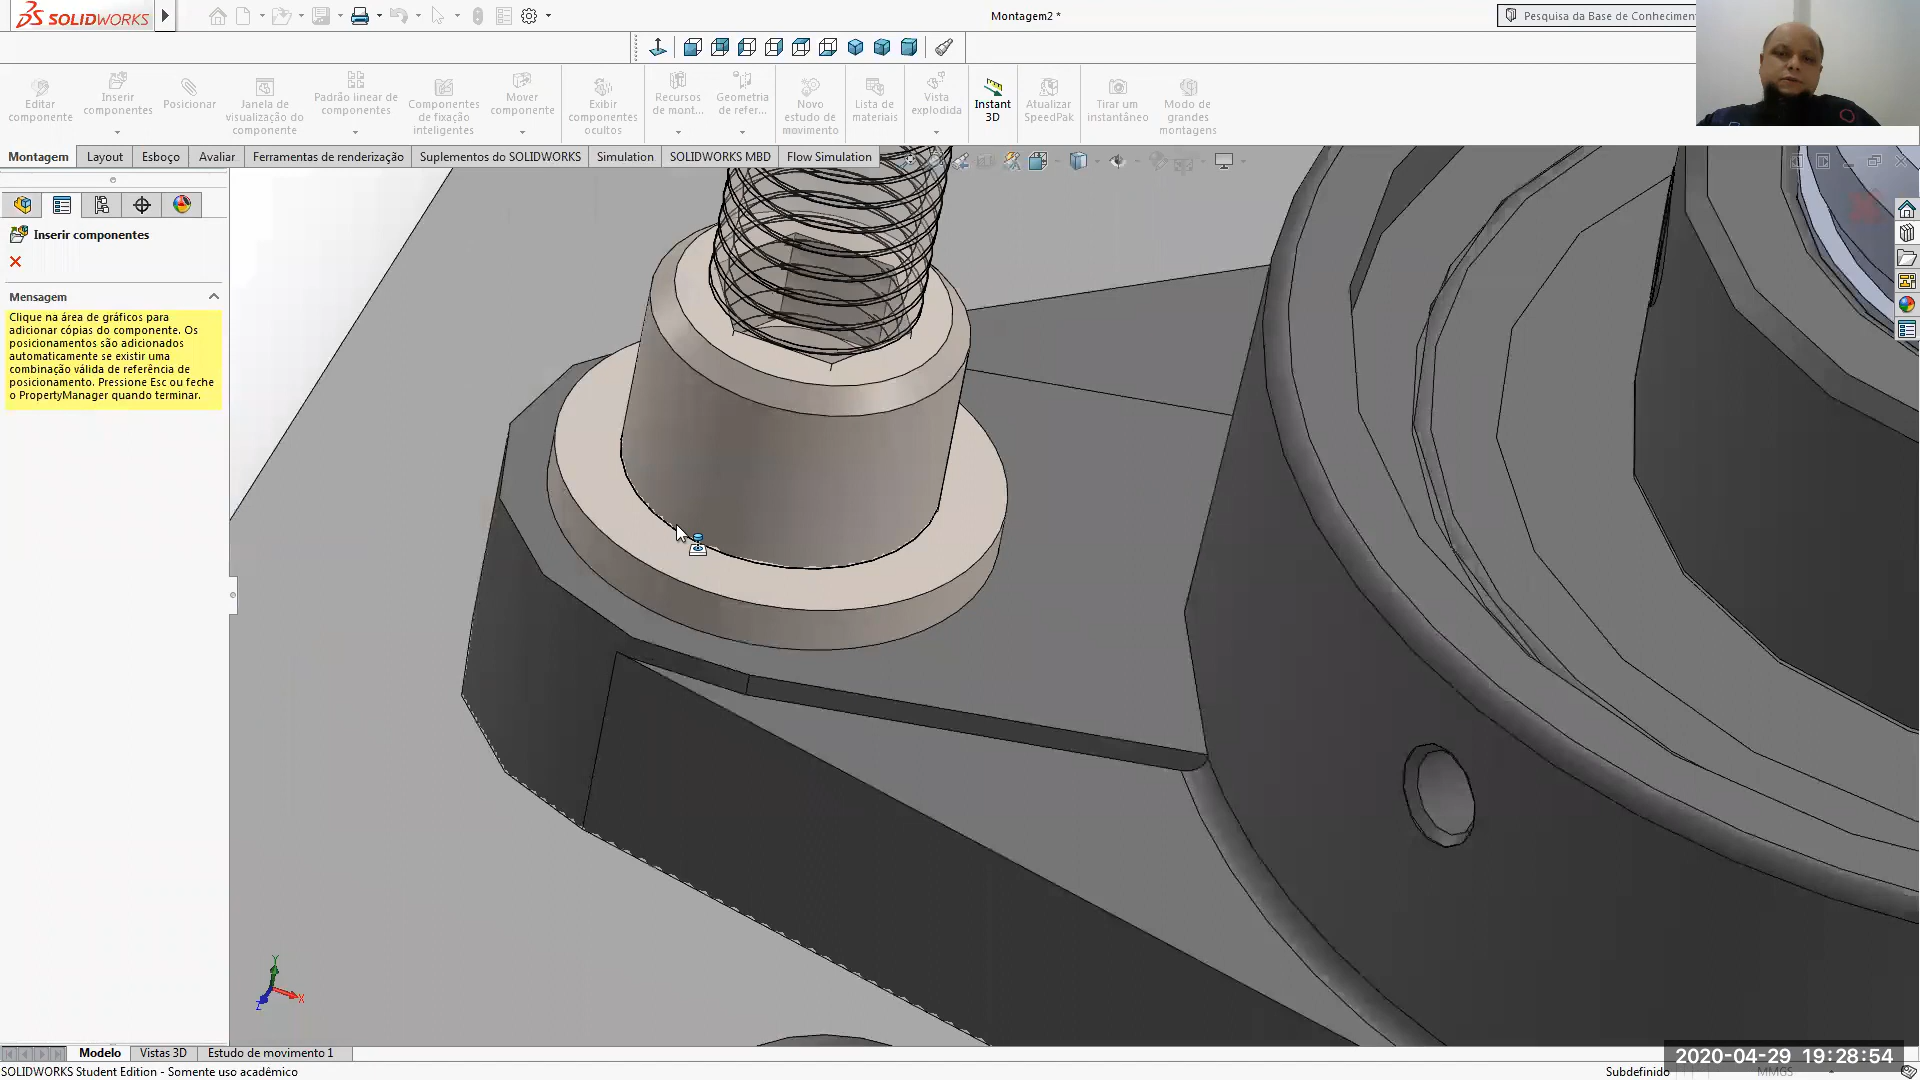 SOLIDWORKS
Montagem2 *
Pesquisa da Base de Conhecimen
Editar componente
Inserir componentes
Posicionar
Janela de visualização do componente
Padrão linear de componentes
Componentes de fixação inteligentes
Mover componente
Exibir componentes ocultos
Recursos de mont...
Geometria de refer...
Novo estudo de movimento
Lista de materiais
Vista explodida
Instant 3D
Atualizar SpeedPak
Tirar um instantâneo
Modo de grandes montagens
Montagem
Layout
Esboço
Avaliar
Ferramentas de renderização
Suplementos do SOLIDWORKS
Simulation
SOLIDWORKS MBD
Flow Simulation
Inserir componentes
Mensagem
Clique na área de gráficos para
adicionar cópias do componente. Os
posicionamentos são adicionados
automaticamente se existir uma
combinação válida de referência de
posicionamento. Pressione Esc ou feche
o PropertyManager quando terminar.
Y
X
Z
Modelo
Vistas 3D
Estudo de movimento 1
2020-04-29 19:28:54
SOLIDWORKS Student Edition - Somente uso acadêmico
Subdefinido
MMGS